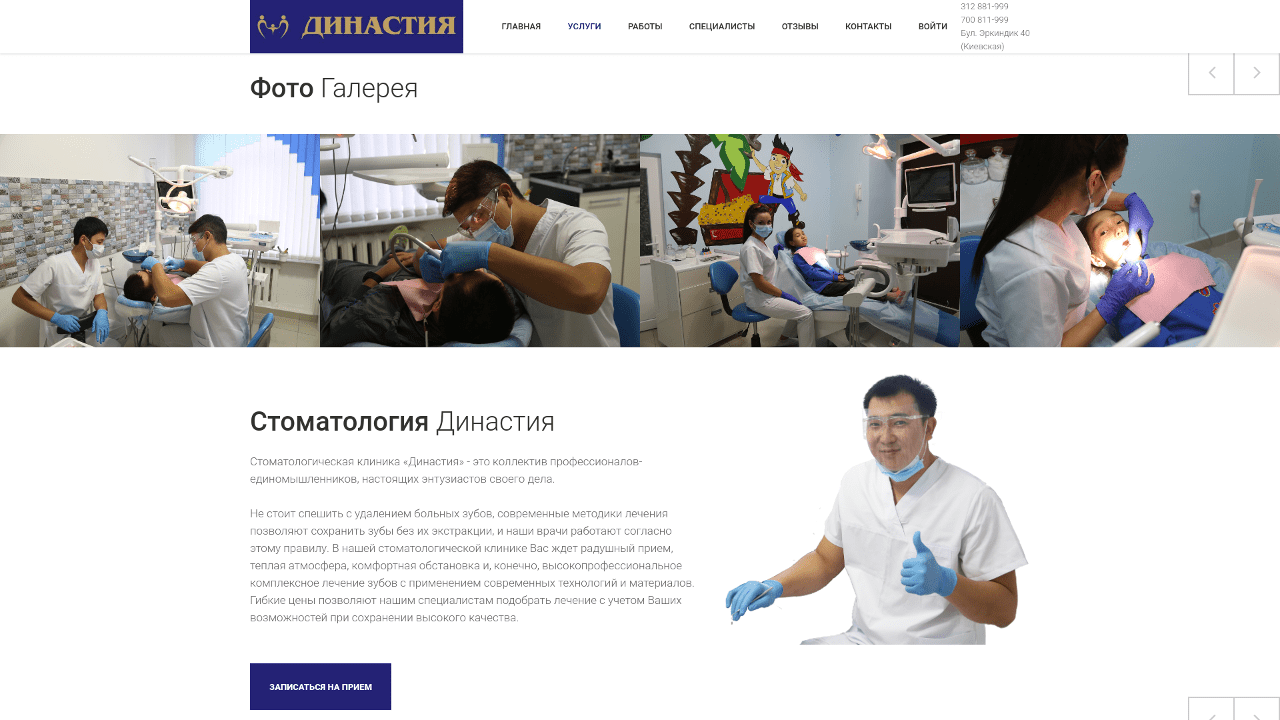 ДИНАСТИЯ
ГЛАВНАЯ
УСЛУГИ
РАБОТЫ
СПЕЦИАЛИСТЫ
ОТЗЫВЫ
КОНТАКТЫ
ВОЙТИ
312 881-999
700 811-999
Бул. Эркиндик 40
(Киевская)
Фото Галерея
Стоматология Династия
Стоматологическая клиника «Династия» - это коллектив профессионалов-
единомышленников, настоящих энтузиастов своего дела.
Не стоит спешить с удалением больных зубов, современные методики лечения
позволяют сохранить зубы без их экстракции, и наши врачи работают согласно
этому правилу. В нашей стоматологической клинике Вас ждет радушный прием,
теплая атмосфера, комфортная обстановка и, конечно, высокопрофессиональное
комплексное лечение зубов с применением современных технологий и материалов.
Гибкие цены позволяют нашим специалистам подобрать лечение с учетом Ваших
возможностей при сохранении высокого качества.
ЗАПИСАТЬСЯ НА ПРИЕМ